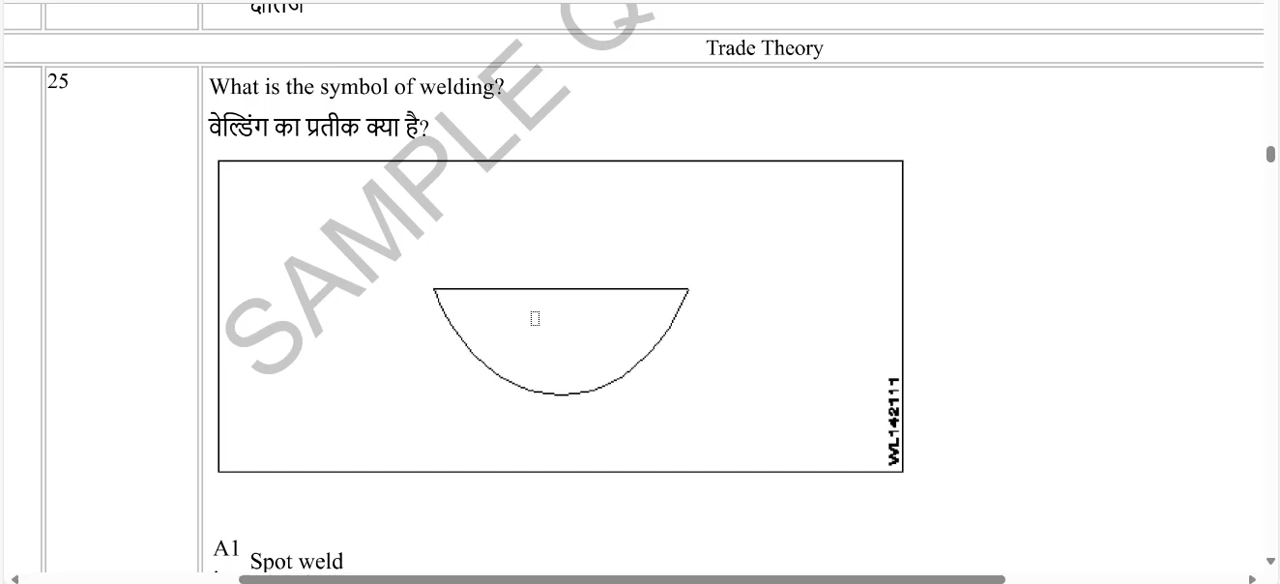 Trade Theory
25
What is the symbol of welding?
वेल्डिंग का प्रतीक क्या है?
SAMPLE Q
WL142111
A1
Spot weld